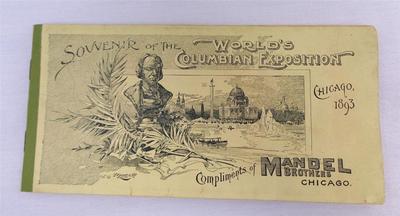 SOUVENIR OF THE WORLD'S
COLUMBIAN EXPOSITION
CHICAGO,
1893
Compliments of MANDEL
BROTHERS
CHICAGO.